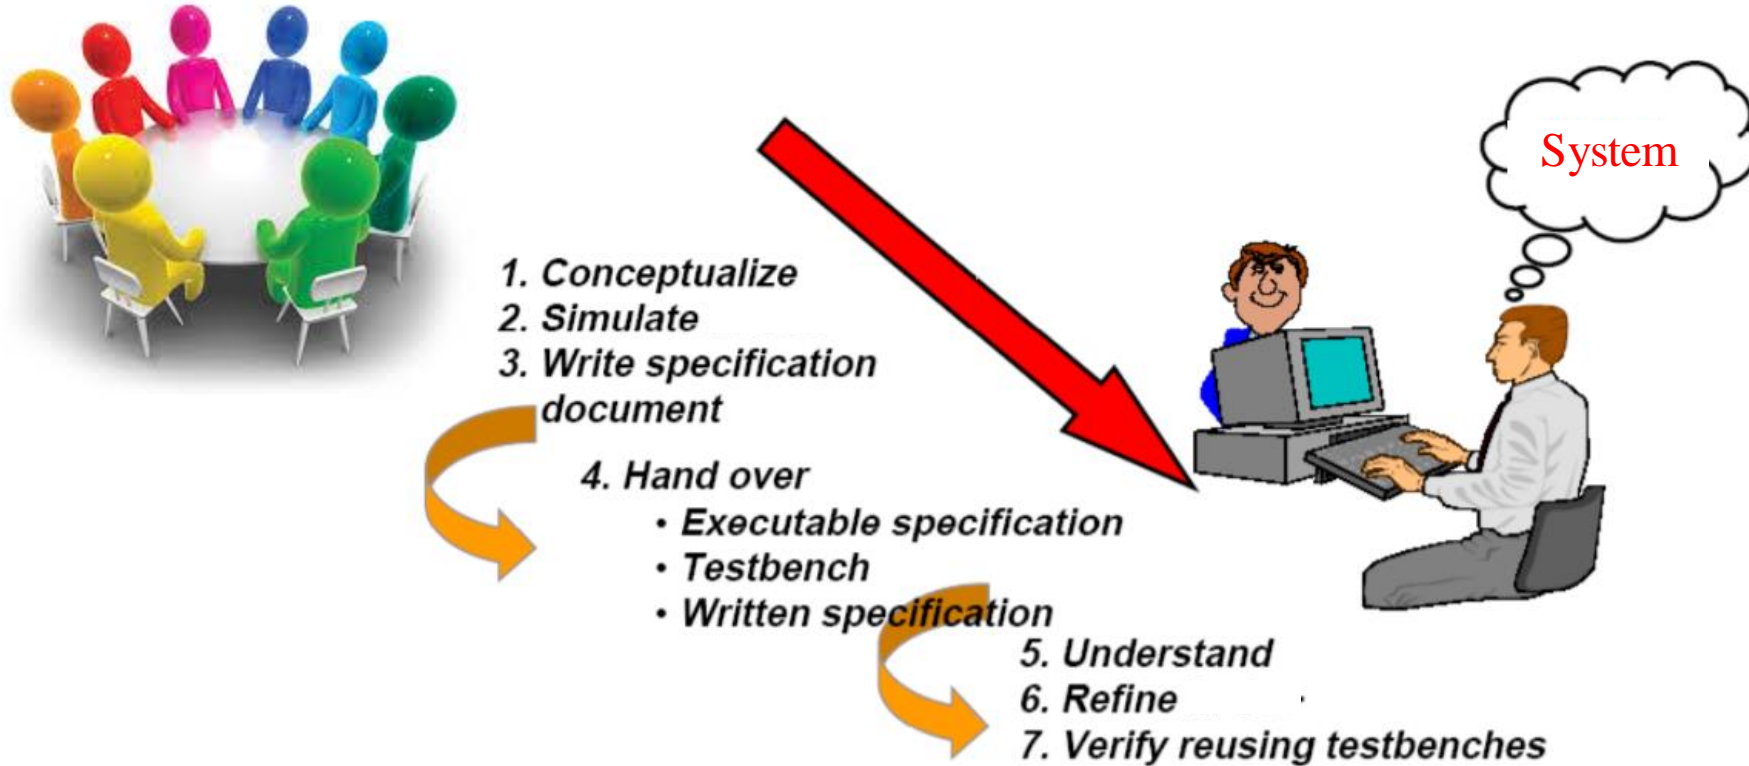 System
1. Conceptualize
2. Simulate
3. Write specification
document
4. Hand over
• Executable specification
• Testbench
• Written specification
5. Understand
6. Refine
7. Verify reusing testbenches